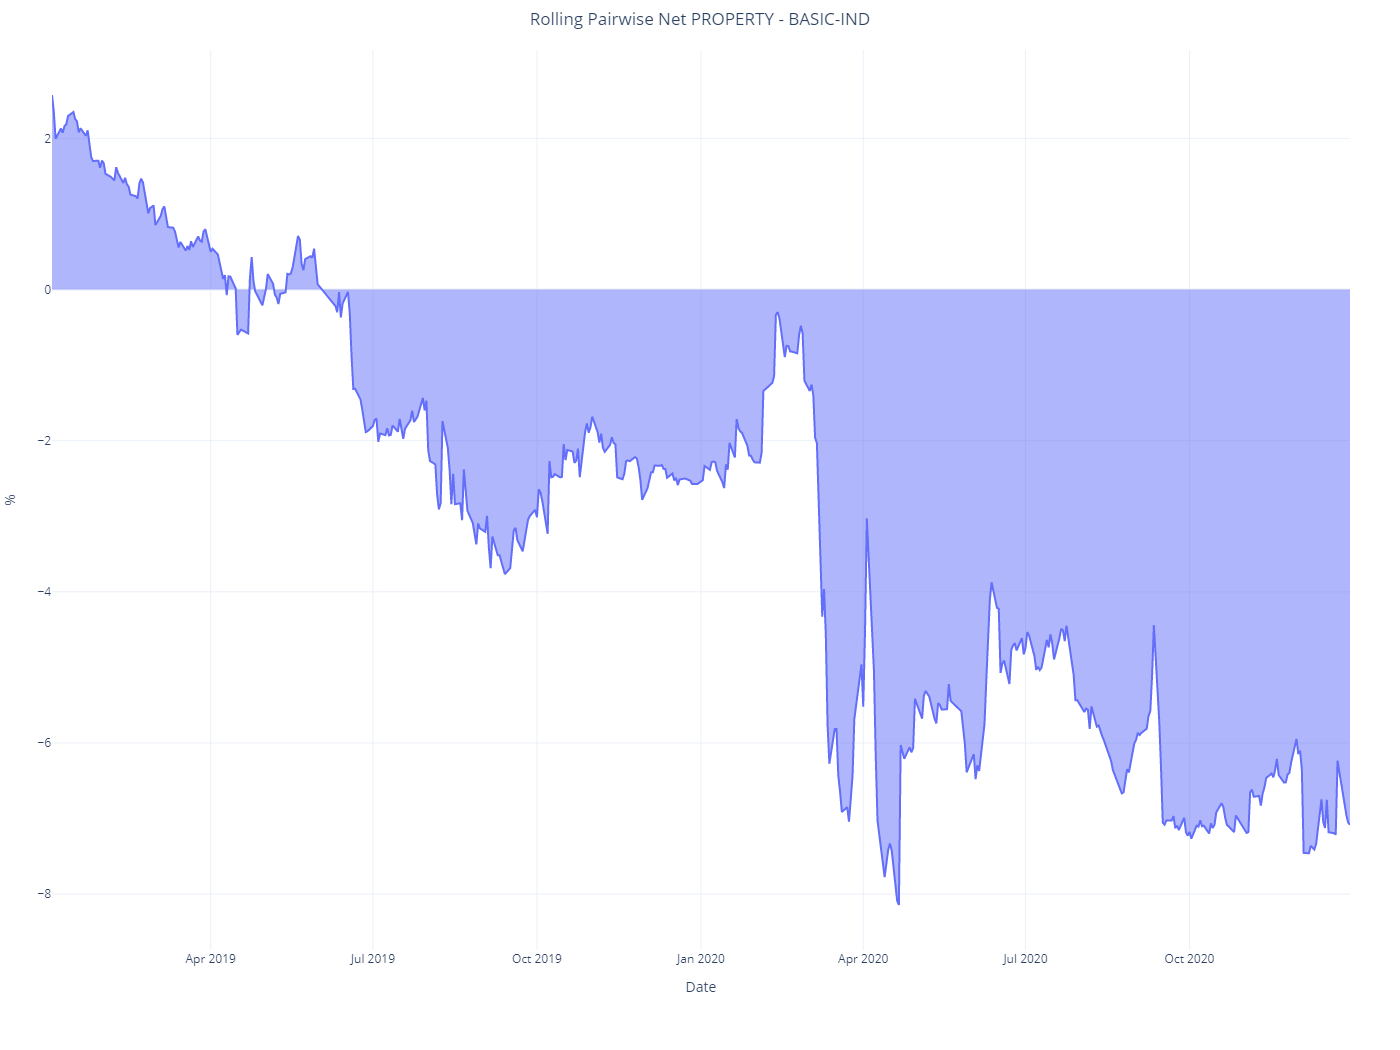 Rolling Pairwise Net PROPERTY - BASIC-IND
2
0
−2
−4
−6
−8
%
Apr 2019
Jul 2019
Oct 2019
Jan 2020
Apr 2020
Jul 2020
Oct 2020
Date